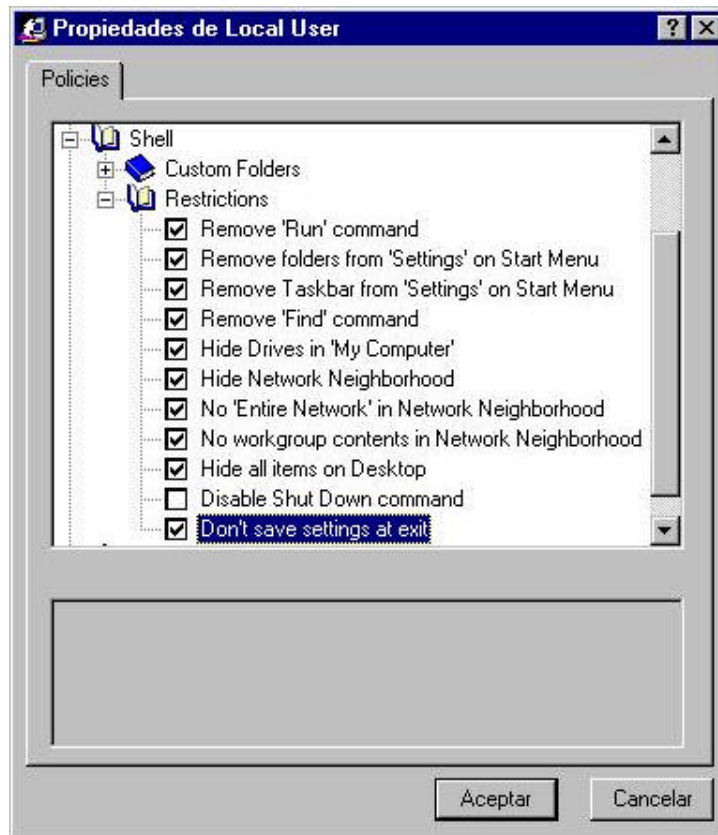 Propiedades de Local User
Policies
Shell
Custom Folders
Restrictions
Remove 'Run' command
Remove folders from 'Settings' on Start Menu
Remove Taskbar from 'Settings' on Start Menu
Remove 'Find' command
Hide Drives in 'My Computer'
Hide Network Neighborhood
No 'Entire Network' in Network Neighborhood
No workgroup contents in Network Neighborhood
Hide all items on Desktop
Disable Shut Down command
Don't save settings at exit
Aceptar Cancelar